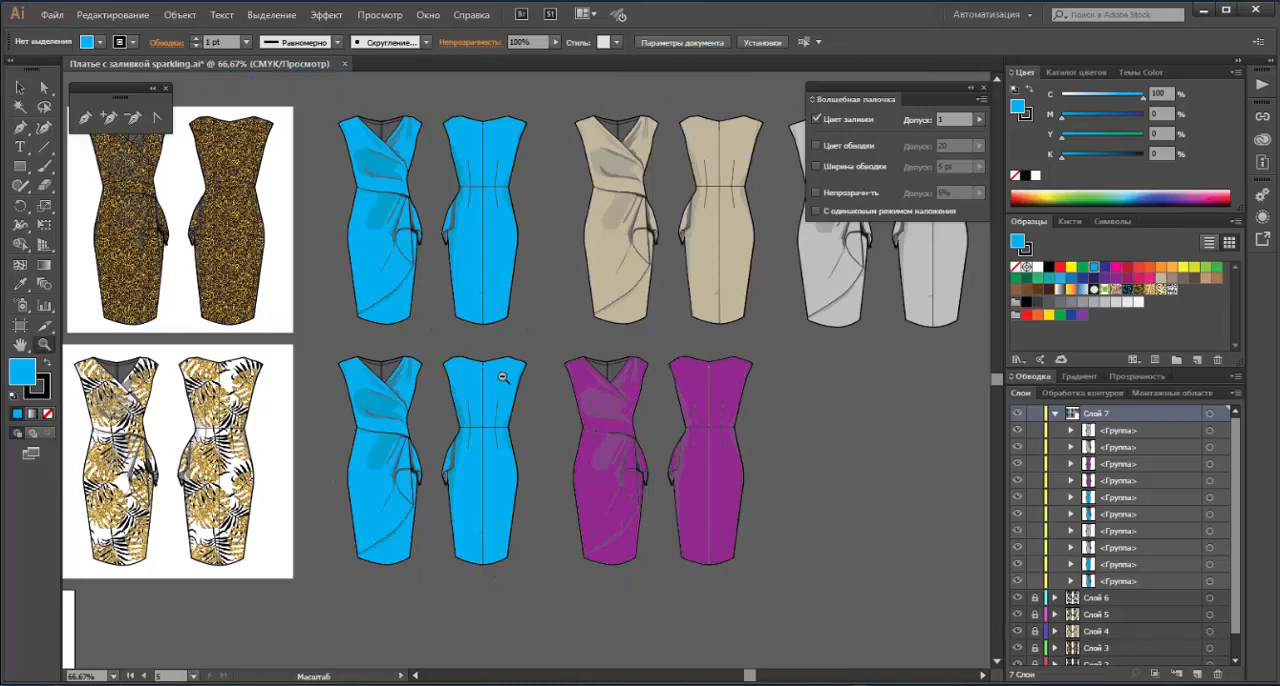 Ai Файл Редактирование Объект Текст Выделение Эффект Просмотр Окно Справка Br St Автоматизация Поиск в Adobe Stock
Нет выделения Обводка: 1 pt Равномерно Скругление... Непрозрачность: 100% Стиль: Параметры документа Установки
Платье с заливкой sparkling.ai* @ 66,67% (CMYK/Просмотр) ×
Цвет Каталог цветов Темы Color
C 100 %
M 0 %
Y 0 %
K 0 %
Волшебная палочка
Цвет заливки Допуск: 1
Цвет обводки Допуск: 20
Ширина обводки Допуск: 5 pt
Непрозрачн-ть Допуск: 5%
С одинаковым режимом наложения
Образцы Кисти Символы
Обводка Градиент Прозрачность
Слои Обработка контуров Монтажные области
Слой 7
<Группа>
<Группа>
<Группа>
<Группа>
<Группа>
<Группа>
<Группа>
<Группа>
<Группа>
<Группа>
Слой 6
Слой 5
Слой 4
Слой 3
7 Слои
66,67% 5 Масштаб